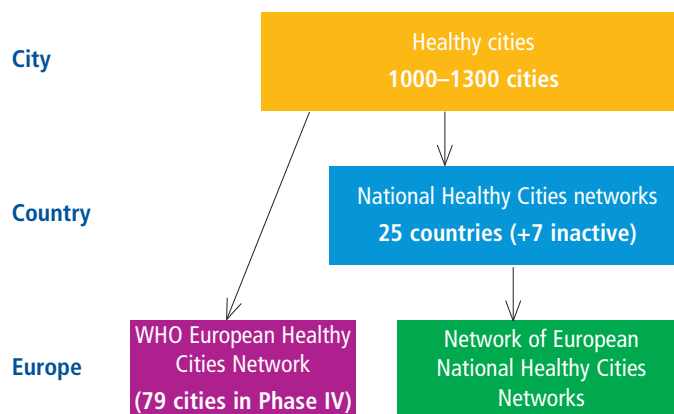 City
Healthy cities
1000–1300 cities
Country
National Healthy Cities networks
25 countries (+7 inactive)
Europe
WHO European Healthy
Cities Network
(79 cities in Phase IV)
Network of European
National Healthy Cities
Networks